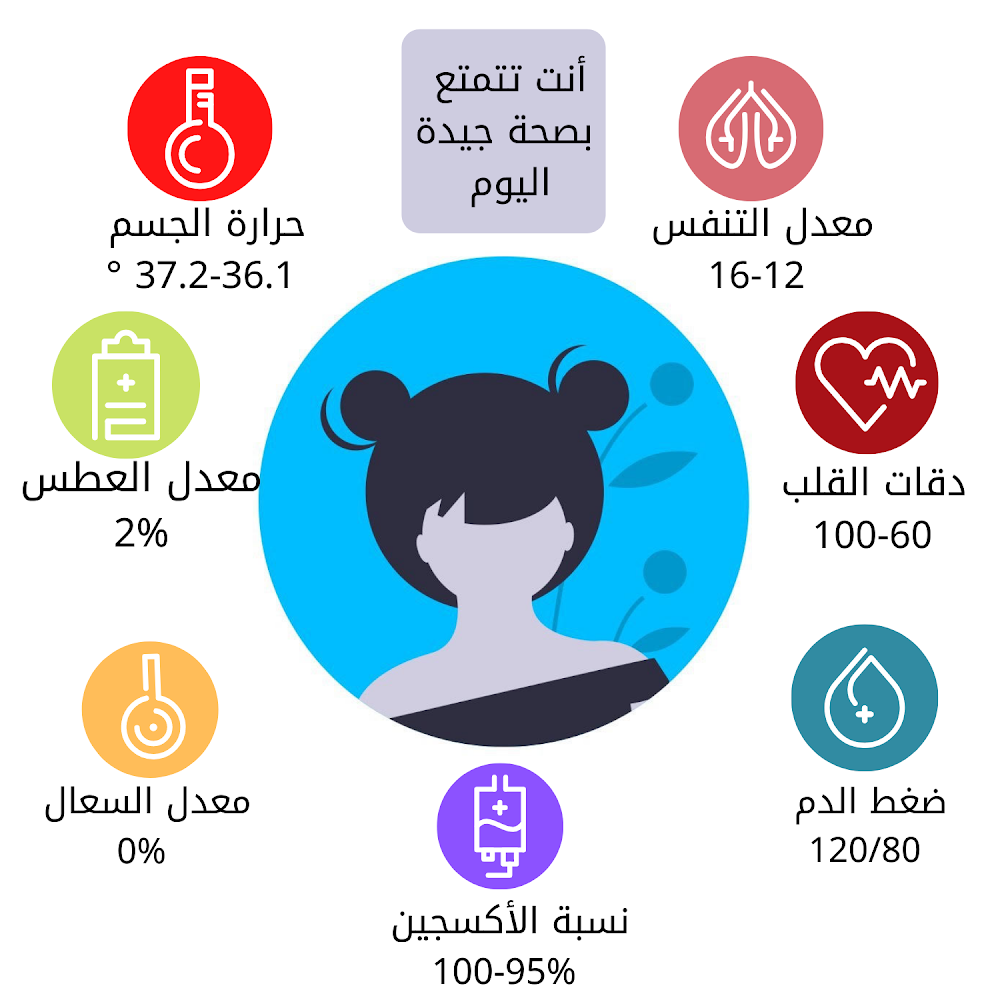 أنت تتمتع
بصحة جيدة
اليوم
معدل التنفس
16-12
حرارة الجسم
37.2-36.1 °
دقات القلب
100-60
معدل العطس
2%
ضغط الدم
120/80
معدل السعال
0%
نسبة الأكسجين
100-95%